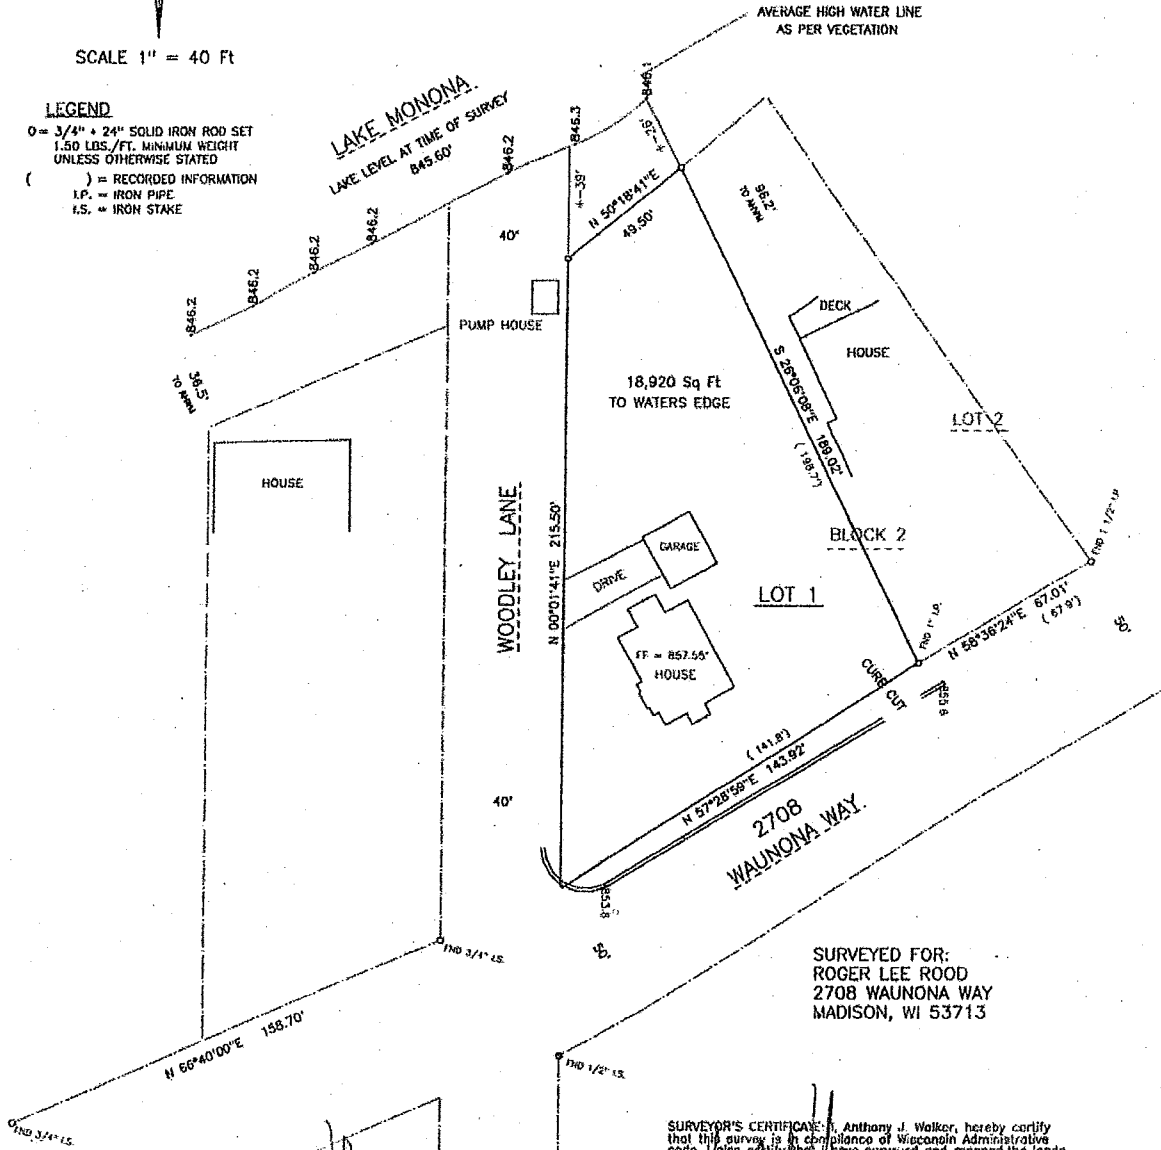 AVERAGE HIGH WATER LINE
AS PER VEGETATION
SCALE 1" = 40 Ft
LEGEND
O = 3/4" + 24" SOLID IRON ROD SET
1.50 LBS./FT. MINIMUM WEIGHT
UNLESS OTHERWISE STATED
( ) = RECORDED INFORMATION
I.P. = IRON PIPE
I.S. = IRON STAKE
LAKE MONONA
LAKE LEVEL AT TIME OF SURVEY
845.60'
846.1
846.3
846.2
846.2
846.2
846.2
846.2
+-26'
+-39'
N 50°18'41"E
49.50'
96.2'
TO
40'
PUMP HOUSE
DECK
HOUSE
36.5'
TO
18,920 Sq Ft
TO WATERS EDGE
S 26°06'08"E 189.02'
( 198.7')
LOT 2
HOUSE
WOODLEY LANE
N 00°01'41"E 215.50'
BLOCK 2
FND 1 1/2" I.P.
GARAGE
DRIVE
LOT 1
FND 1" I.P.
N 58°36'24"E 67.01'
( 67.9')
50'
FF = 857.55'
HOUSE
CURB CUT
855.6
( 141.8')
N 57°28'59"E 143.92'
40'
2708
WAUNONA WAY.
853.8
50'
FND 3/4" I.S.
SURVEYED FOR:
ROGER LEE ROOD
2708 WAUNONA WAY
MADISON, WI 53713
N 66°40'00"E 158.70'
FND 1/2" I.S.
FND 3/4" I.S.
SURVEYOR'S CERTIFICATE: I, Anthony J. Walker, hereby certify
that this survey is in compliance of Wisconsin Administrative